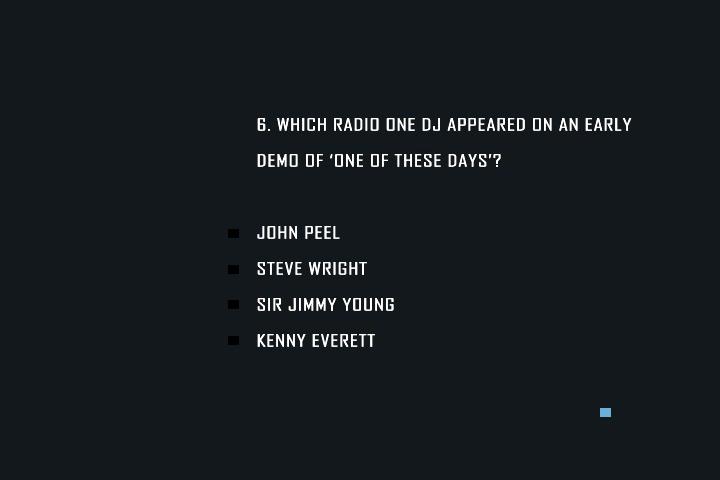 6. WHICH RADIO ONE DJ APPEARED ON AN EARLY
DEMO OF ‘ONE OF THESE DAYS’?
JOHN PEEL
STEVE WRIGHT
SIR JIMMY YOUNG
KENNY EVERETT